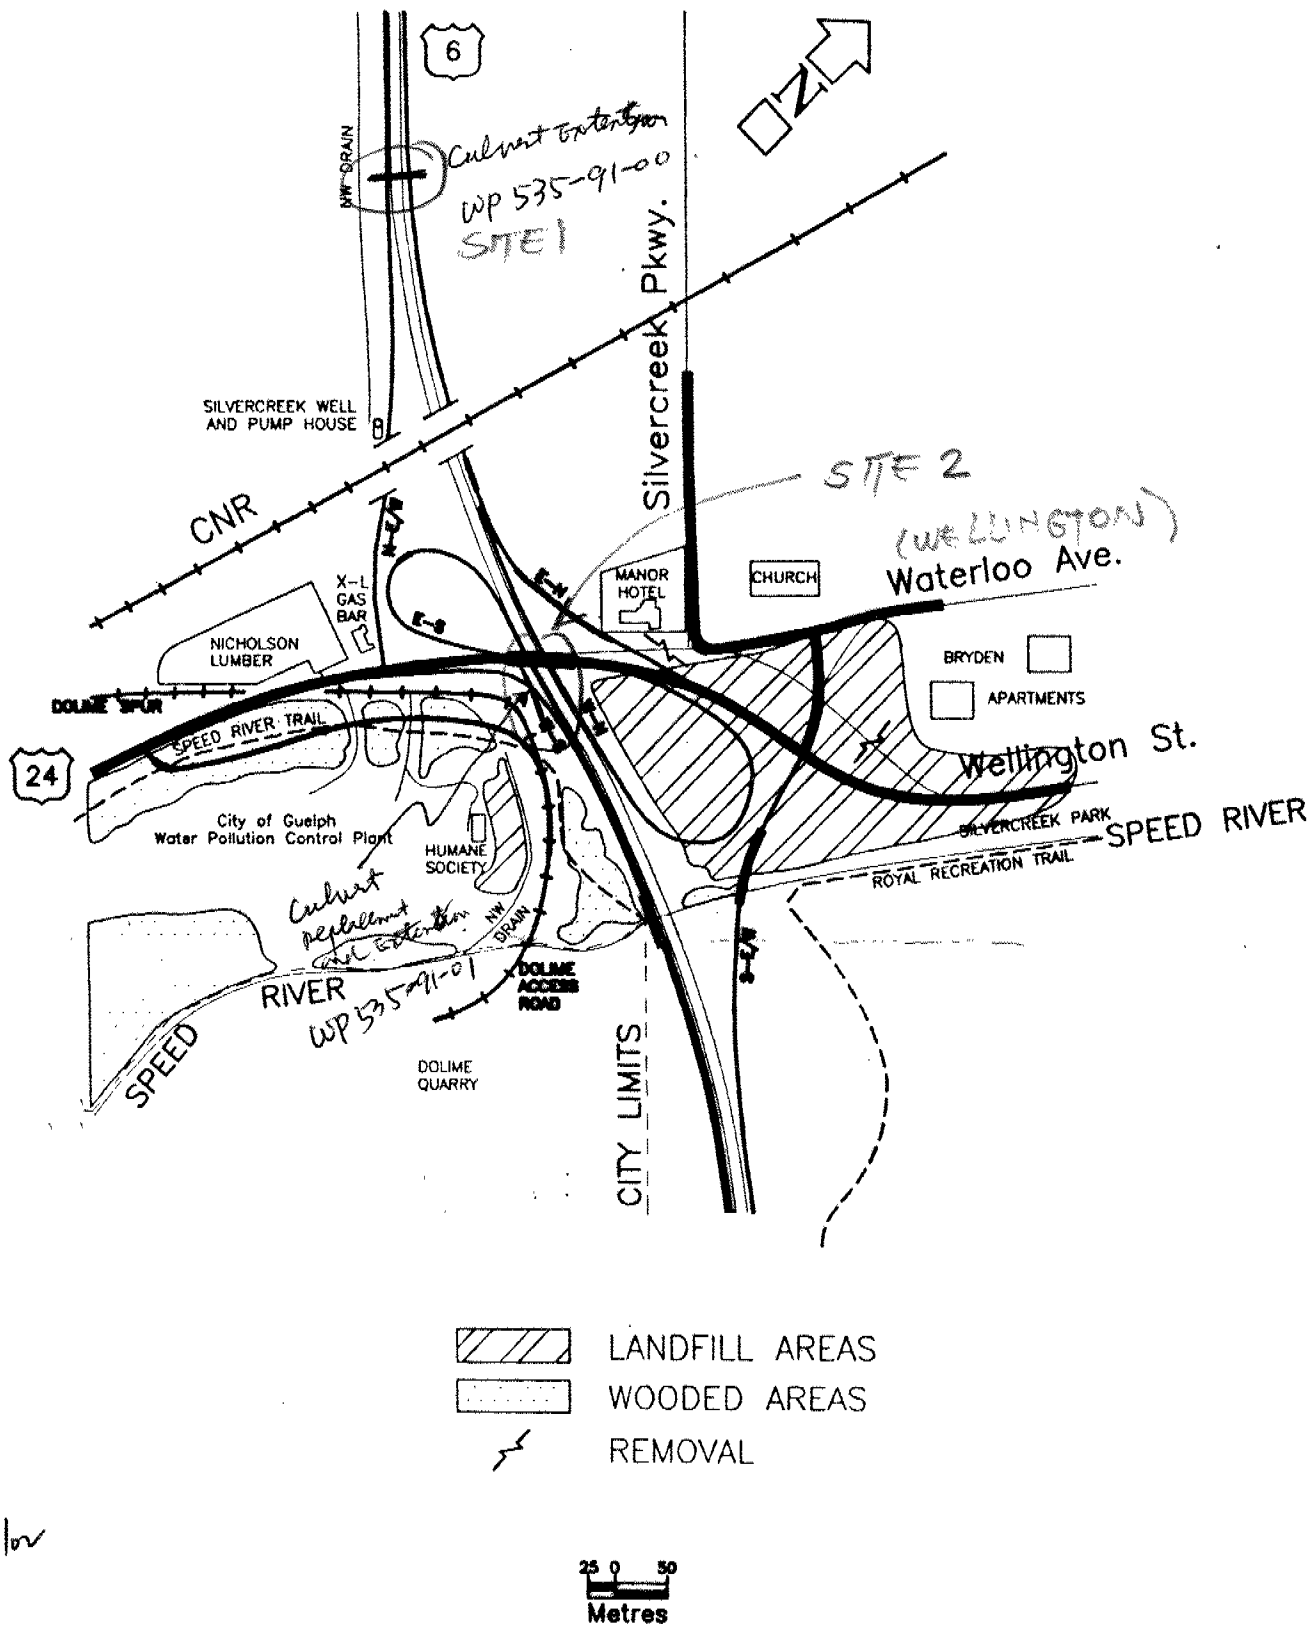 6
N
NW DRAIN
Culvert Extention
WP 535-91-00
SITE 1
Silvercreek Pkwy.
SILVERCREEK WELL
AND PUMP HOUSE
CNR
N-E/W
SITE 2
(WELLINGTON)
Waterloo Ave.
X-L
GAS
BAR
E-S
E-N
MANOR
HOTEL
CHURCH
NICHOLSON
LUMBER
BRYDEN
APARTMENTS
DOLIME SPUR
SPEED RIVER TRAIL
24
Wellington St.
City of Guelph
Water Pollution Control Plant
HUMANE
SOCIETY
SILVERCREEK PARK
SPEED RIVER
ROYAL RECREATION TRAIL
Culvert
Replacement
and Extention
WP 535-91-01
NW
DRAIN
S-E/W
DOLIME
ACCESS
ROAD
SPEED
RIVER
DOLIME
QUARRY
CITY LIMITS
LANDFILL AREAS
WOODED AREAS
REMOVAL
25 0 50
Metres